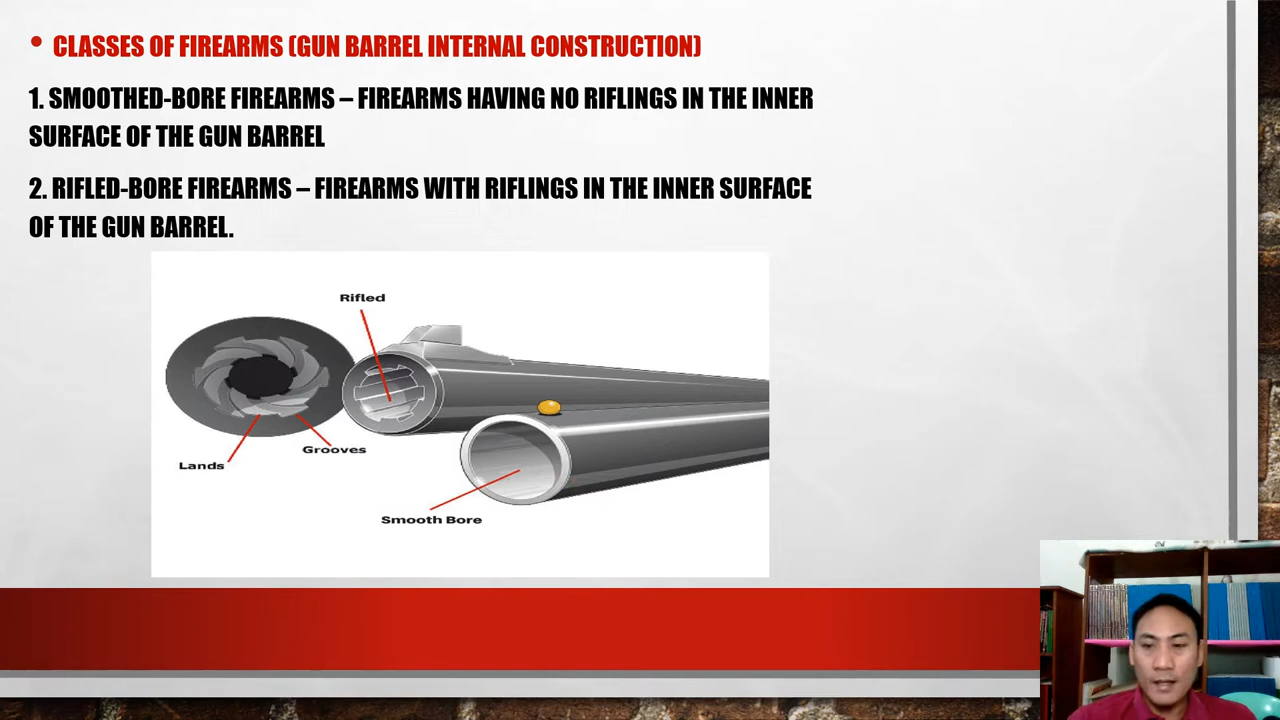 • CLASSES OF FIREARMS (GUN BARREL INTERNAL CONSTRUCTION)
1. SMOOTHED-BORE FIREARMS – FIREARMS HAVING NO RIFLINGS IN THE INNER
SURFACE OF THE GUN BARREL
2. RIFLED-BORE FIREARMS – FIREARMS WITH RIFLINGS IN THE INNER SURFACE
OF THE GUN BARREL.
Rifled
Grooves
Lands
Smooth Bore